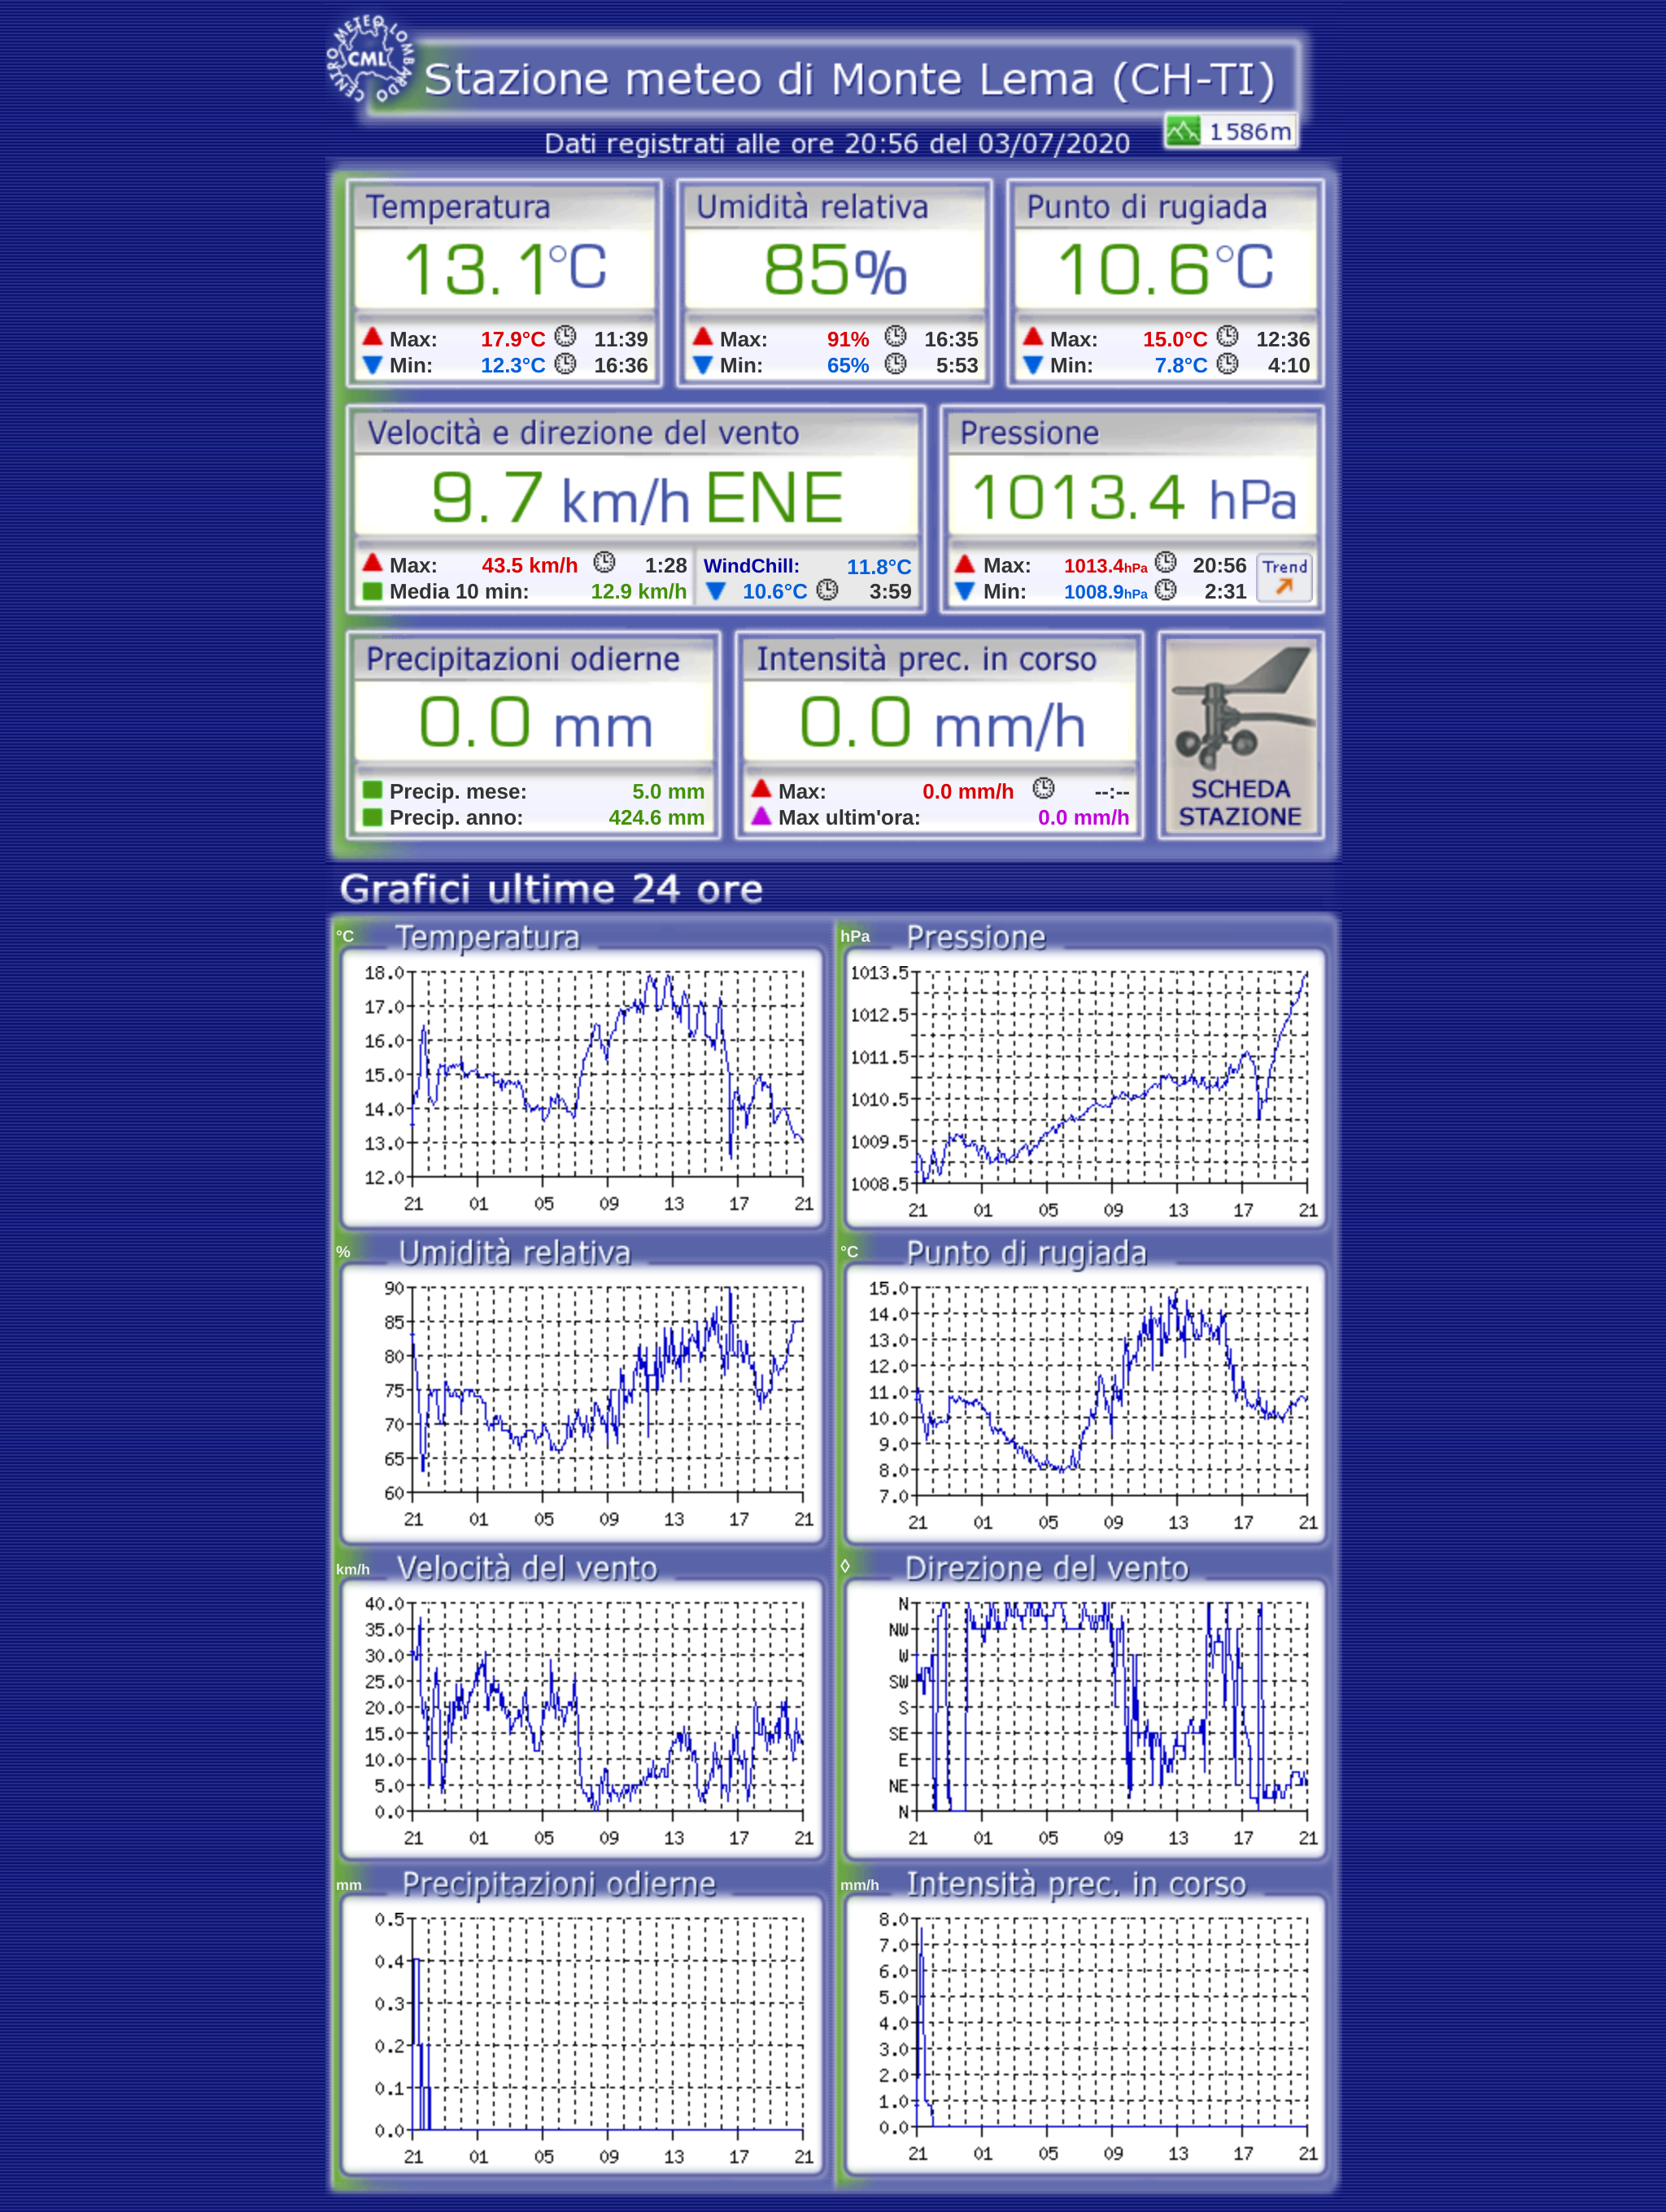 CENTRO METEO LOMBARDO
CML
Stazione meteo di Monte Lema (CH-TI)
Dati registrati alle ore 20:56 del 03/07/2020
1586m
Temperatura Umidità relativa Punto di rugiada
13.1°C 85% 10.6°C
Max: 17.9°C 11:39 Max: 91% 16:35 Max: 15.0°C 12:36
Min: 12.3°C 16:36 Min: 65% 5:53 Min: 7.8°C 4:10
Velocità e direzione del vento Pressione
9.7 km/h ENE 1013.4 hPa
Max: 43.5 km/h 1:28 WindChill: 11.8°C Max: 1013.4hPa 20:56 Trend
Media 10 min: 12.9 km/h 10.6°C 3:59 Min: 1008.9hPa 2:31
Precipitazioni odierne Intensità prec. in corso
0.0 mm 0.0 mm/h
Precip. mese: 5.0 mm Max: 0.0 mm/h --:-- SCHEDA
Precip. anno: 424.6 mm Max ultim'ora: 0.0 mm/h STAZIONE
Grafici ultime 24 ore
°C Temperatura
18.0
17.0
16.0
15.0
14.0
13.0
12.0
21 01 05 09 13 17 21
hPa Pressione
1013.5
1012.5
1011.5
1010.5
1009.5
1008.5
21 01 05 09 13 17 21
% Umidità relativa
90
85
80
75
70
65
60
21 01 05 09 13 17 21
°C Punto di rugiada
15.0
14.0
13.0
12.0
11.0
10.0
9.0
8.0
7.0
21 01 05 09 13 17 21
km/h Velocità del vento
40.0
35.0
30.0
25.0
20.0
15.0
10.0
5.0
0.0
21 01 05 09 13 17 21
◊ Direzione del vento
N
NW
W
SW
S
SE
E
NE
N
21 01 05 09 13 17 21
mm Precipitazioni odierne
0.5
0.4
0.3
0.2
0.1
0.0
21 01 05 09 13 17 21
mm/h Intensità prec. in corso
8.0
7.0
6.0
5.0
4.0
3.0
2.0
1.0
0.0
21 01 05 09 13 17 21